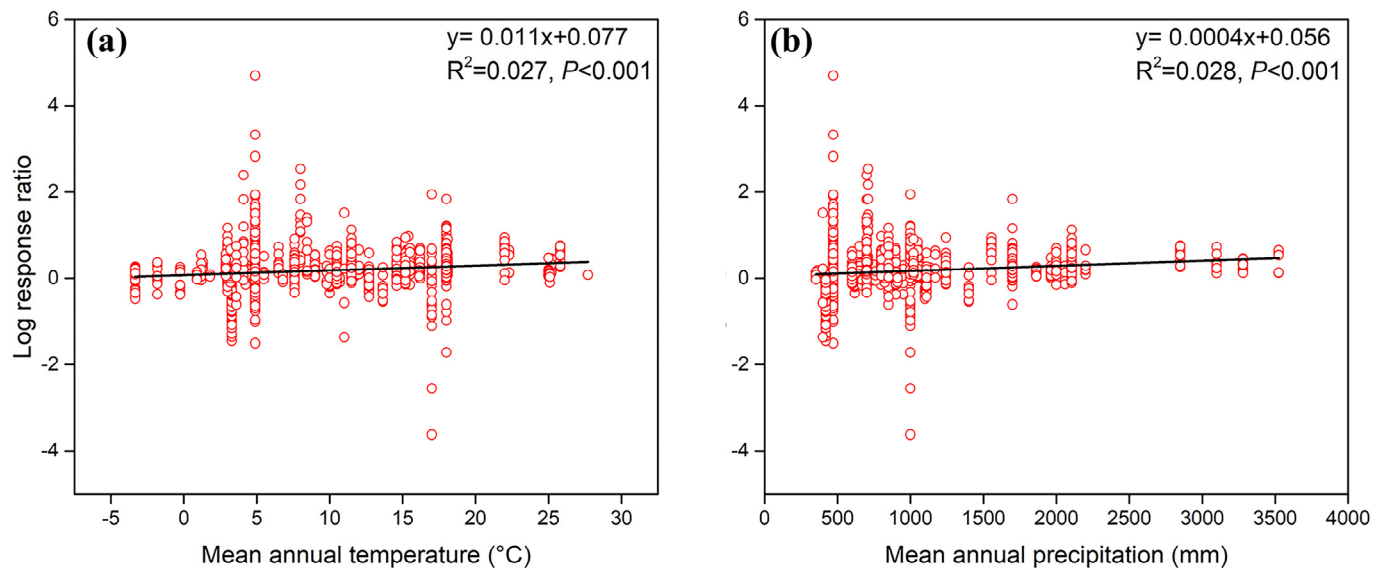 (a)
y= 0.011x+0.077
R²=0.027, P<0.001
6
4
2
0
-2
-4
Log response ratio
-5 0 5 10 15 20 25 30
Mean annual temperature (°C)
(b)
y= 0.0004x+0.056
R²=0.028, P<0.001
6
4
2
0
-2
-4
0 500 1000 1500 2000 2500 3000 3500 4000
Mean annual precipitation (mm)